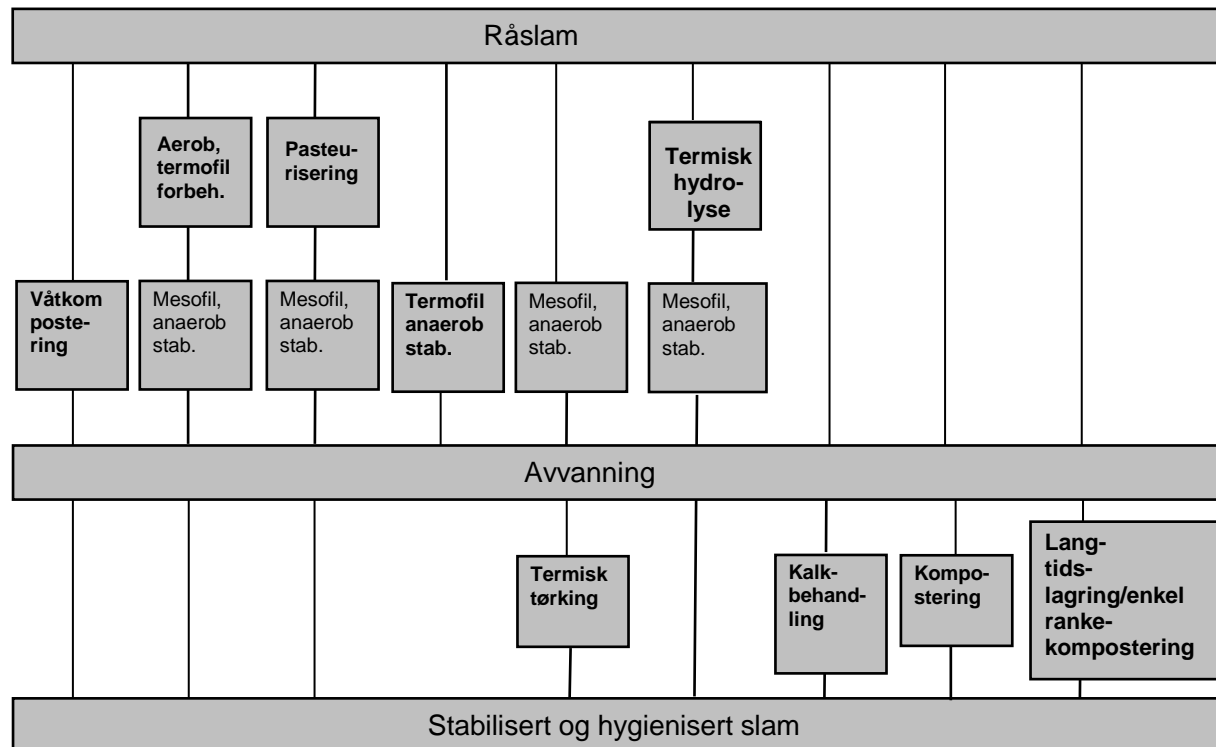 Råslam
Aerob,
termofil
forbeh.
Pasteu-
risering
Termisk
hydro-
lyse
Våtkom
poste-
ring
Mesofil,
anaerob
stab.
Mesofil,
anaerob
stab.
Termofil
anaerob
stab.
Mesofil,
anaerob
stab.
Mesofil,
anaerob
stab.
Avvanning
Termisk
tørking
Kalk-
behand-
ling
Kompo-
stering
Lang-
tids-
lagring/enkel
ranke-
kompostering
Stabilisert og hygienisert slam